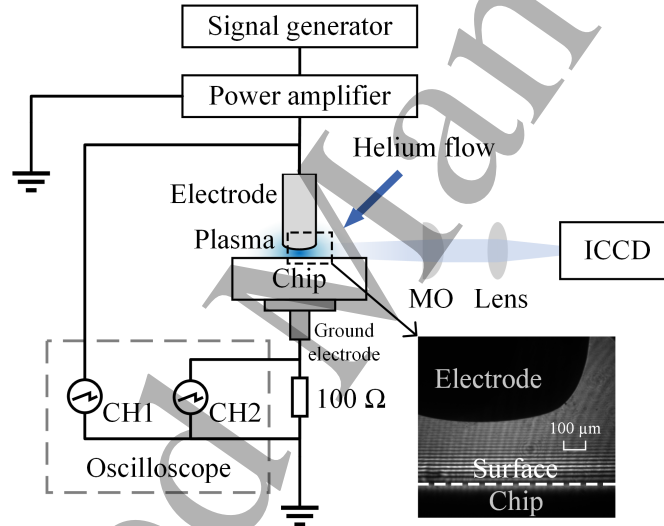 Signal generator
Power amplifier
Helium flow
Electrode
Plasma
ICCD
Chip
MO Lens
Ground
electrode
CH1
CH2
100 Ω
Oscilloscope
Electrode
100 µm
Surface
Chip